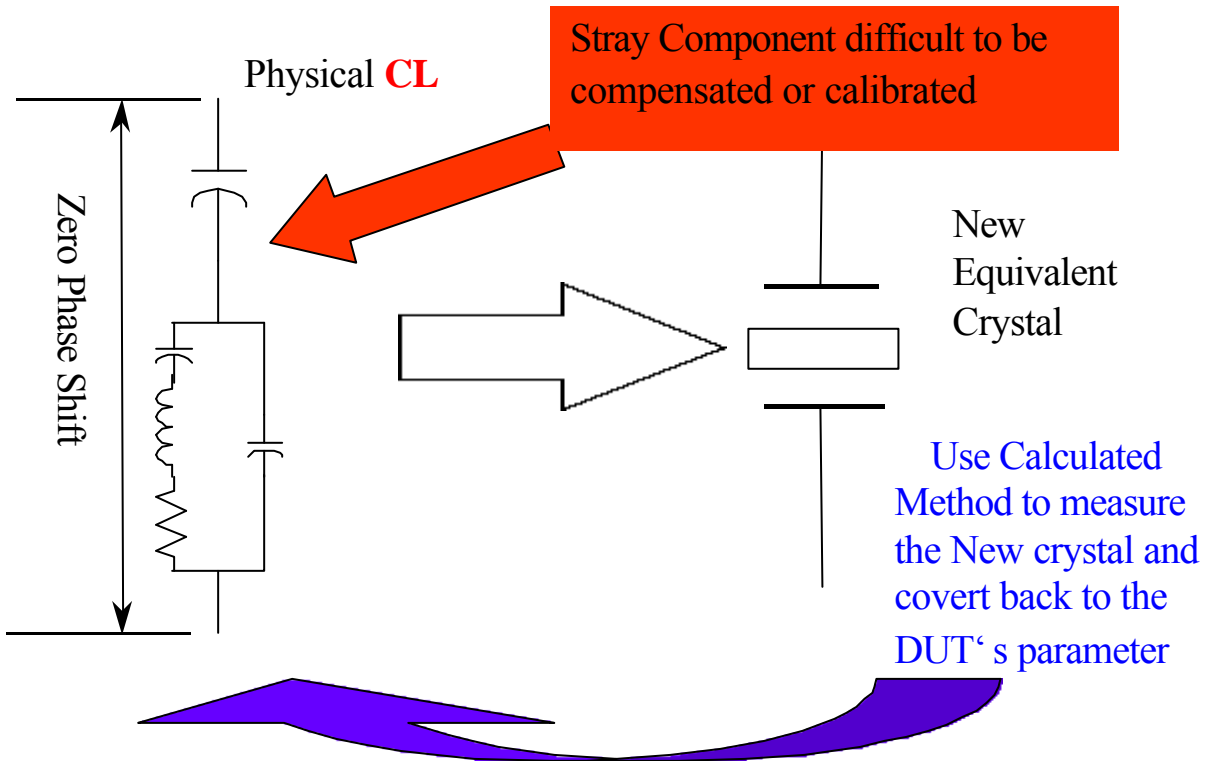 Physical CL
Stray Component difficult to be
compensated or calibrated
Zero Phase Shift
New
Equivalent
Crystal
Use Calculated
Method to measure
the New crystal and
covert back to the
DUT‘ s parameter